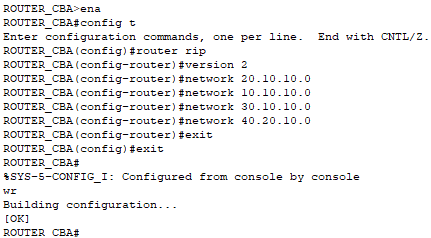 ROUTER_CBA>ena
ROUTER_CBA#config t
Enter configuration commands, one per line.  End with CNTL/Z.
ROUTER_CBA(config)#router rip
ROUTER_CBA(config-router)#version 2
ROUTER_CBA(config-router)#network 20.10.10.0
ROUTER_CBA(config-router)#network 10.10.10.0
ROUTER_CBA(config-router)#network 30.10.10.0
ROUTER_CBA(config-router)#network 40.20.10.0
ROUTER_CBA(config-router)#exit
ROUTER_CBA(config)#exit
ROUTER_CBA#
%SYS-5-CONFIG_I: Configured from console by console
wr
Building configuration...
[OK]
ROUTER_CBA#